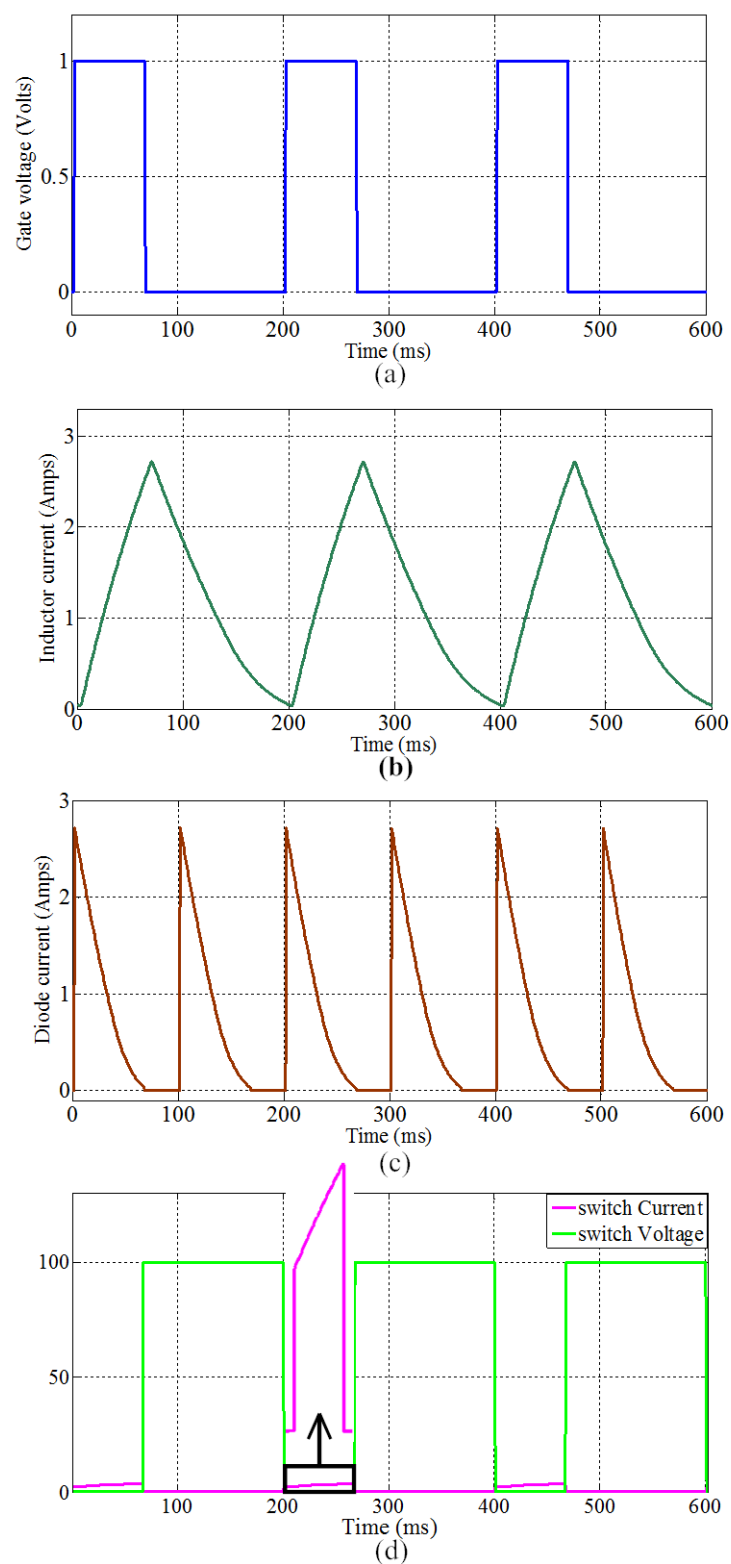 Gate voltage (Volts)
1
0.5
0
0 100 200 300 400 500 600
Time (ms)
(a)
Inductor current (Amps)
3
2
1
0
0 100 200 300 400 500 600
Time (ms)
(b)
Diode current (Amps)
3
2
1
0
0 100 200 300 400 500 600
Time (ms)
(c)
switch Current
switch Voltage
100
50
0
100 200 300 400 500 600
Time (ms)
(d)